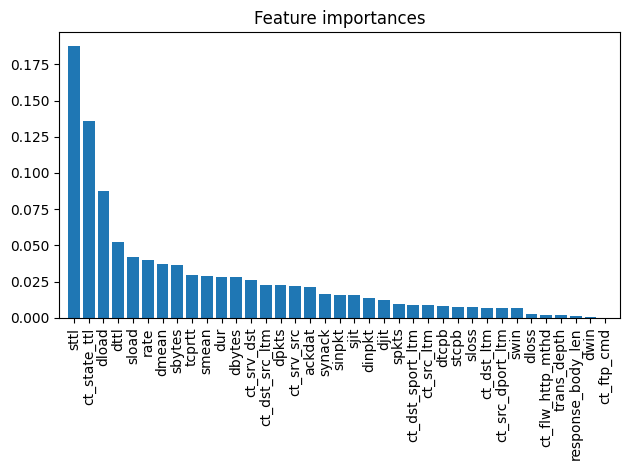 Feature importances
0.175
0.150
0.125
0.100
0.075
0.050
0.025
0.000
sttl
ct_state_ttl
dload
dttl
sload
rate
dmean
sbytes
tcprtt
smean
dur
dbytes
ct_srv_dst
ct_dst_src_ltm
dpkts
ct_srv_src
ackdat
synack
sinpkt
sjit
dinpkt
djit
spkts
ct_dst_sport_ltm
ct_src_ltm
dtcpb
stcpb
sloss
ct_dst_ltm
ct_src_dport_ltm
swin
dloss
ct_flw_http_mthd
trans_depth
response_body_len
dwin
ct_ftp_cmd